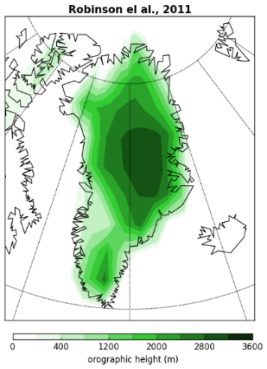 Robinson el al., 2011
0 400 1200 2000 2800 3600
orographic height (m)